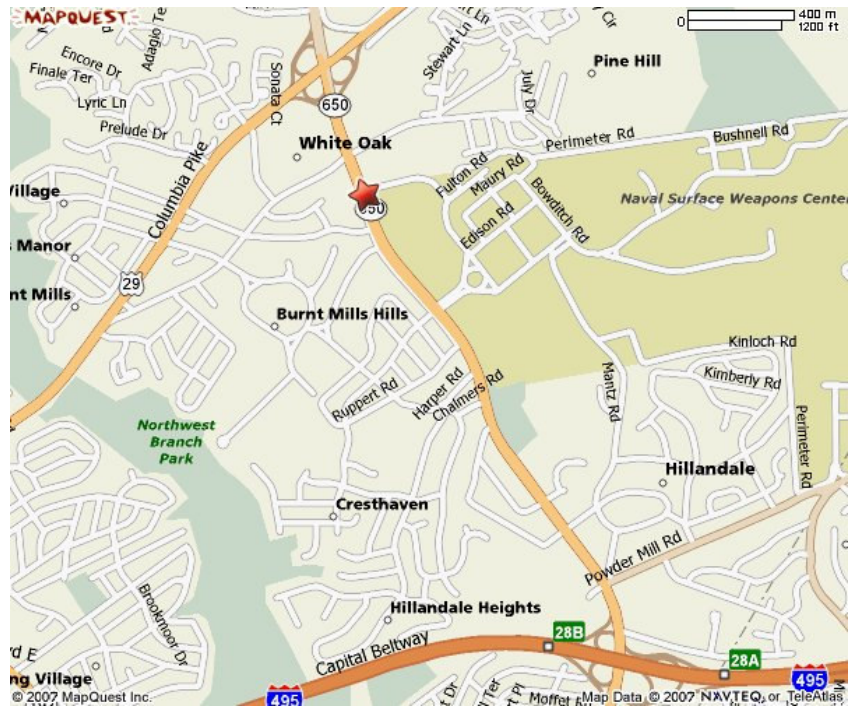 MAPQUEST
0 400 m
1200 ft
Adagio Te
Encore Dr
Finale Ter
Lyric Ln
Prelude Dr
Sonata Ct
650
Stewart Ln
July Dr
Pine Hill
White Oak
Perimeter Rd
Bushnell Rd
Columbia Pike
Village
Fulton Rd
Maury Rd
Bowditch Rd
Edison Rd
Naval Surface Weapons Center
650
s Manor
29
nt Mills
Burnt Mills Hills
Kinloch Rd
Kimberly Rd
Ruppert Rd
Harper Rd
Chalmers Rd
Mantz Rd
Perimeter Rd
Northwest
Branch
Park
Hillandale
Cresthaven
Powder Mill Rd
Brookmoor Dr
Hillandale Heights
28B
Capital Beltway
rd E
28A
ng Village
495
495
Moffet
© 2007 MapQuest Inc.
Map Data © 2007 NAVTEQ, or TeleAtlas